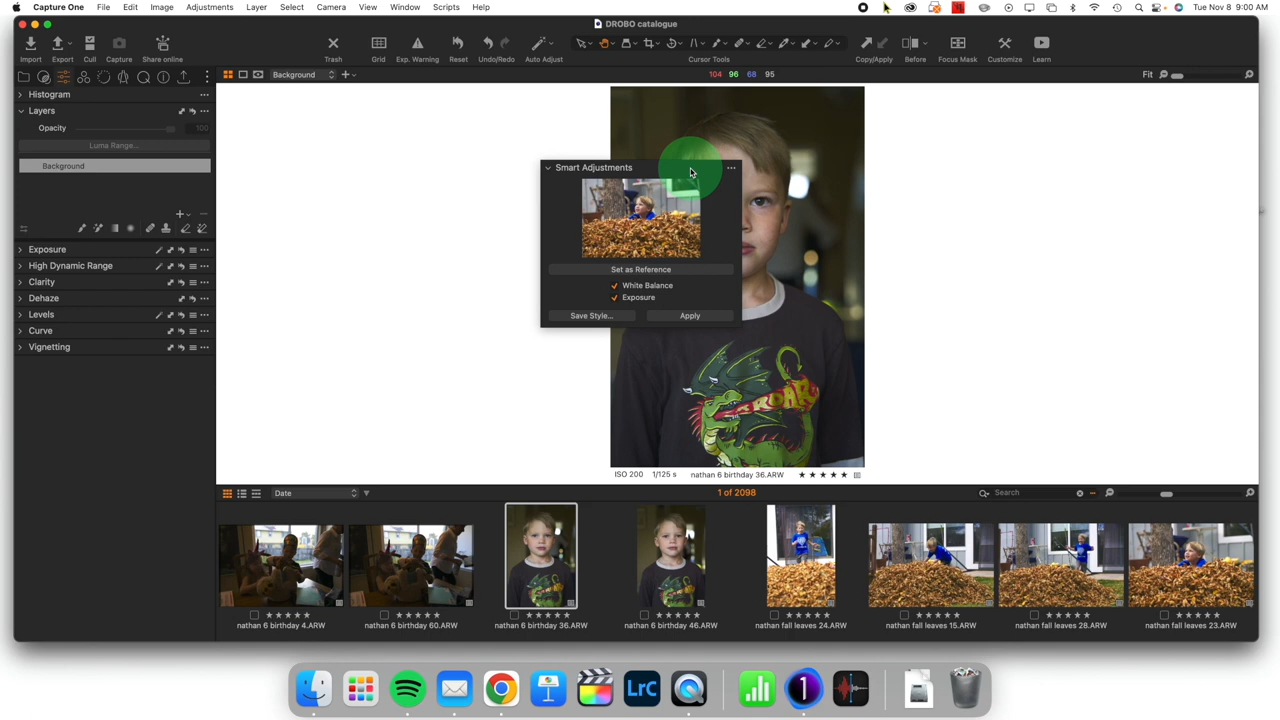 Capture One File Edit Image Adjustments Layer Select Camera View Window Scripts Help Tue Nov 8 9:00 AM
DROBO catalogue
Import Export Cull Capture Share online Trash Grid Exp. Warning Reset Undo/Redo Auto Adjust Cursor Tools Copy/Apply Before Focus Mask Customize Learn
Background 104 96 68 95 Fit
Histogram
Layers
Opacity 100
Luma Range...
Background
Exposure
High Dynamic Range
Clarity
Dehaze
Levels
Curve
Vignetting
Smart Adjustments
Set as Reference
White Balance
Exposure
Save Style... Apply
ROAR
ISO 200 1/125 s nathan 6 birthday 36.ARW
Date 1 of 2098 Search
nathan 6 birthday 4.ARW nathan 6 birthday 60.ARW nathan 6 birthday 36.ARW nathan 6 birthday 46.ARW nathan fall leaves 24.ARW nathan fall leaves 15.ARW nathan fall leaves 28.ARW nathan fall leaves 23.ARW
LrC
1